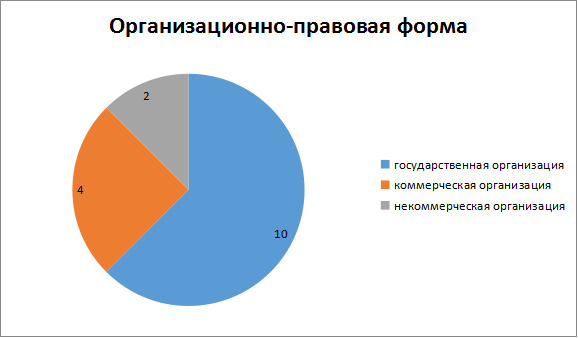 Организационно-правовая форма
2
4
10
государственная организация
коммерческая организация
некоммерческая организация